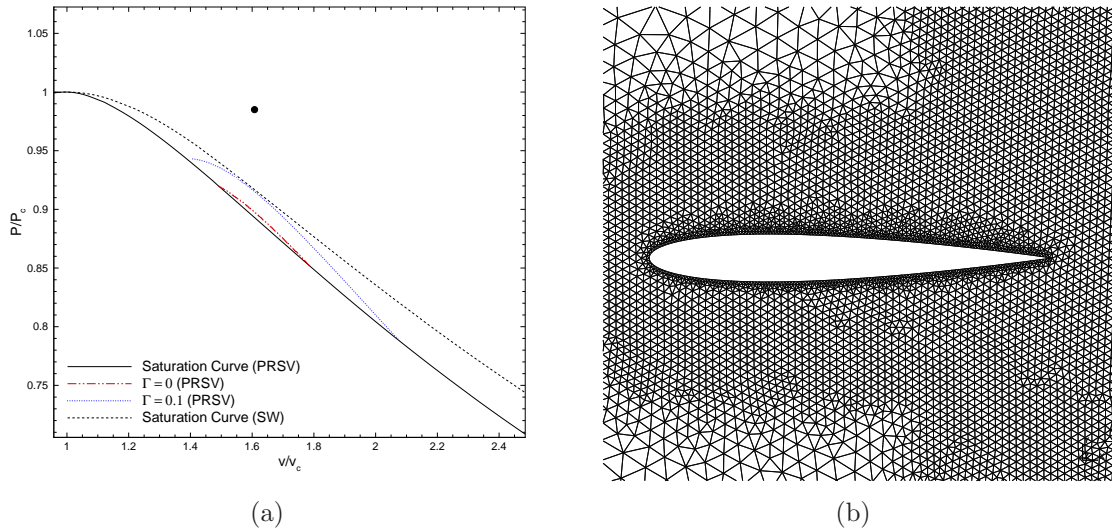 1.05
1
0.95
0.9
0.85
0.8
0.75
P/P_c
Saturation Curve (PRSV)
Γ = 0 (PRSV)
Γ = 0.1 (PRSV)
Saturation Curve (SW)
1 1.2 1.4 1.6 1.8 2 2.2 2.4
v/v_c
(a) (b)